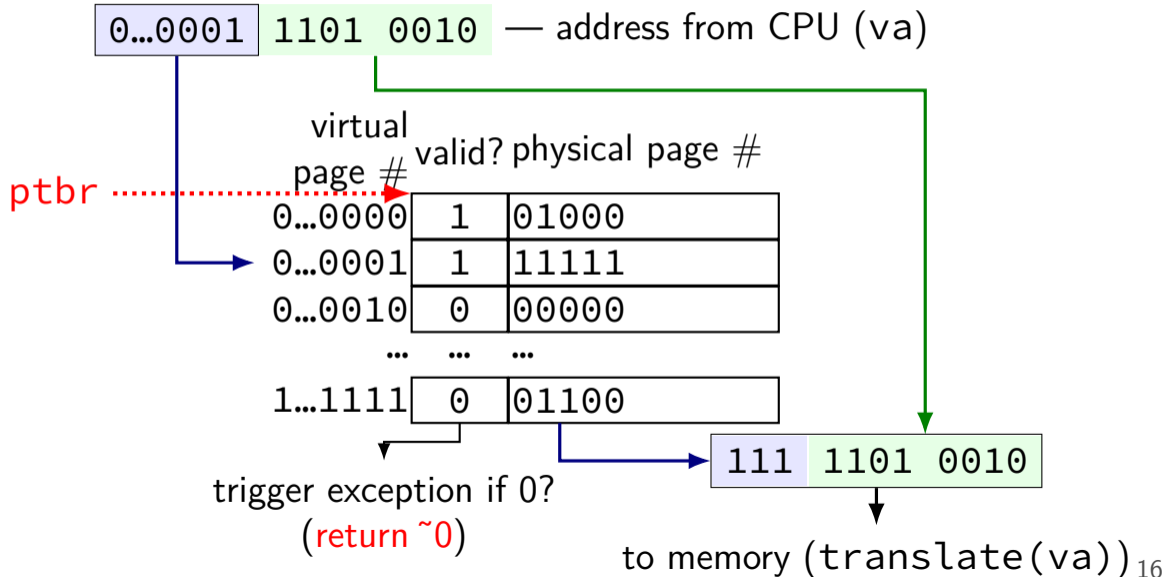 0…0001 1101 0010 — address from CPU (va)
virtual
page # valid? physical page #
ptbr
0…0000 1 01000
0…0001 1 11111
0…0010 0 00000
… … …
1…1111 0 01100
111 1101 0010
trigger exception if 0?
(return ~0)
to memory (translate(va)) 16